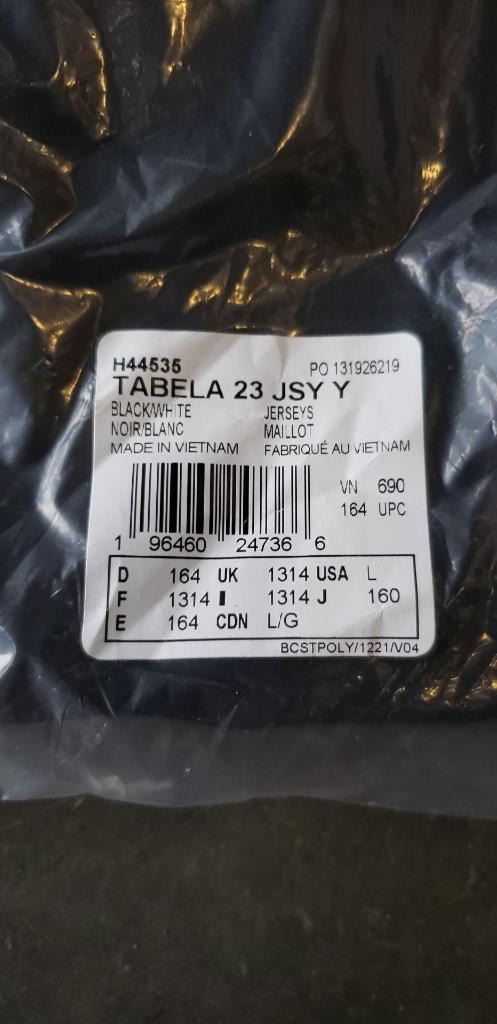 H44535 PO 131926219
TABELA 23 JSY Y
BLACK/WHITE JERSEYS
NOIR/BLANC MAILLOT
MADE IN VIETNAM FABRIQUÉ AU VIETNAM
VN 690
164 UPC
1 96460 24736 6
D 164 UK 1314 USA L
F 1314 I 1314 J 160
E 164 CDN L/G
BCSTPOLY/1221/V04